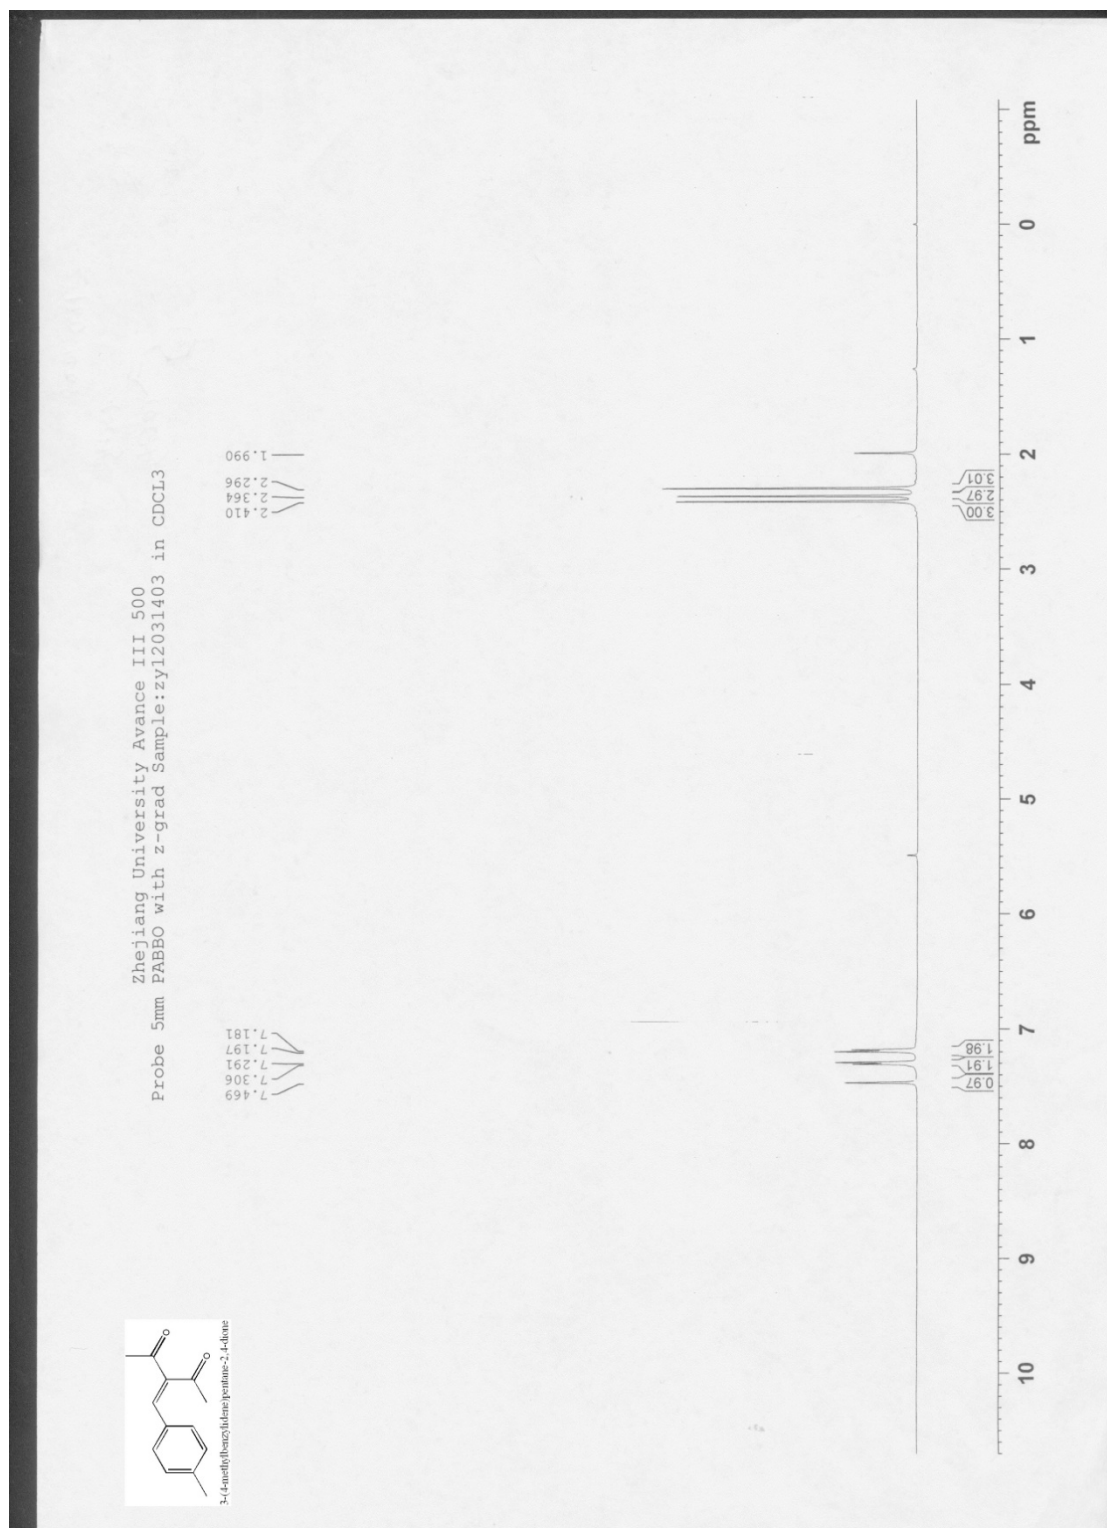 Zhejiang University Avance III 500
Probe 5mm PABBO with z-grad Sample:zy12031403 in CDCL3
7.469
7.306
7.291
7.197
7.181
2.410
2.364
2.296
1.990
O
O
3-(4-methylbenzylidene)pentane-2,4-dione
0.97
1.91
1.98
3.00
2.97
3.01
10 9 8 7 6 5 4 3 2 1 0 ppm